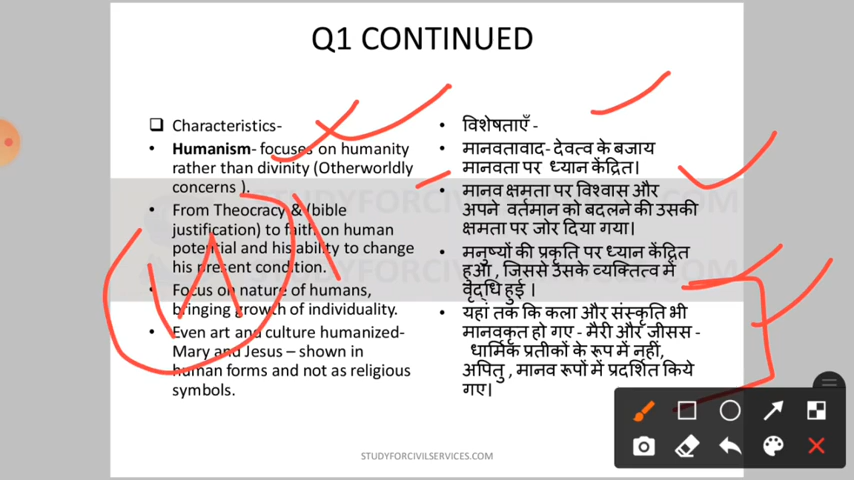 Q1 CONTINUED
Characteristics-
Humanism- focuses on humanity
rather than divinity (Otherworldly
concerns ).
From Theocracy & (bible
justification) to faith on human
potential and his ability to change
his present condition.
Focus on nature of humans,
bringing growth of individuality.
Even art and culture humanized-
Mary and Jesus – shown in
human forms and not as religious
symbols.
विशेषताएँ -
मानवतावाद- देवत्व के बजाय
मानवता पर ध्यान केंद्रित।
मानव क्षमता पर विश्वास और
अपने वर्तमान को बदलने की उसकी
क्षमता पर जोर दिया गया।
मनुष्यों की प्रकृति पर ध्यान केंद्रित
हुआ , जिससे उसके व्यक्तित्व में
वृद्धि हुई ।
यहां तक कि कला और संस्कृति भी
मानवकृत हो गए - मैरी और जीसस -
धार्मिक प्रतीकों के रूप में नहीं,
अपितु , मानव रूपों में प्रदर्शित किये
गए।
STUDYFORCIVILSERVICES.COM